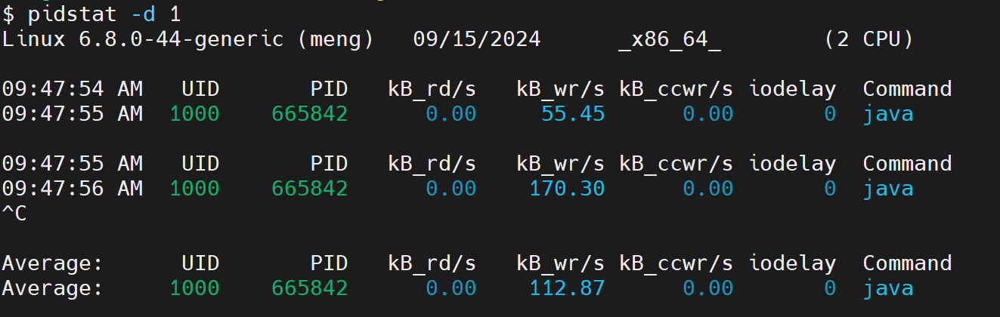 $ pidstat -d 1
Linux 6.8.0-44-generic (meng) 09/15/2024 _x86_64_ (2 CPU)
09:47:54 AM UID PID kB_rd/s kB_wr/s kB_ccwr/s iodelay Command
09:47:55 AM 1000 665842 0.00 55.45 0.00 0 java
09:47:55 AM UID PID kB_rd/s kB_wr/s kB_ccwr/s iodelay Command
09:47:56 AM 1000 665842 0.00 170.30 0.00 0 java
^C
Average: UID PID kB_rd/s kB_wr/s kB_ccwr/s iodelay Command
Average: 1000 665842 0.00 112.87 0.00 0 java